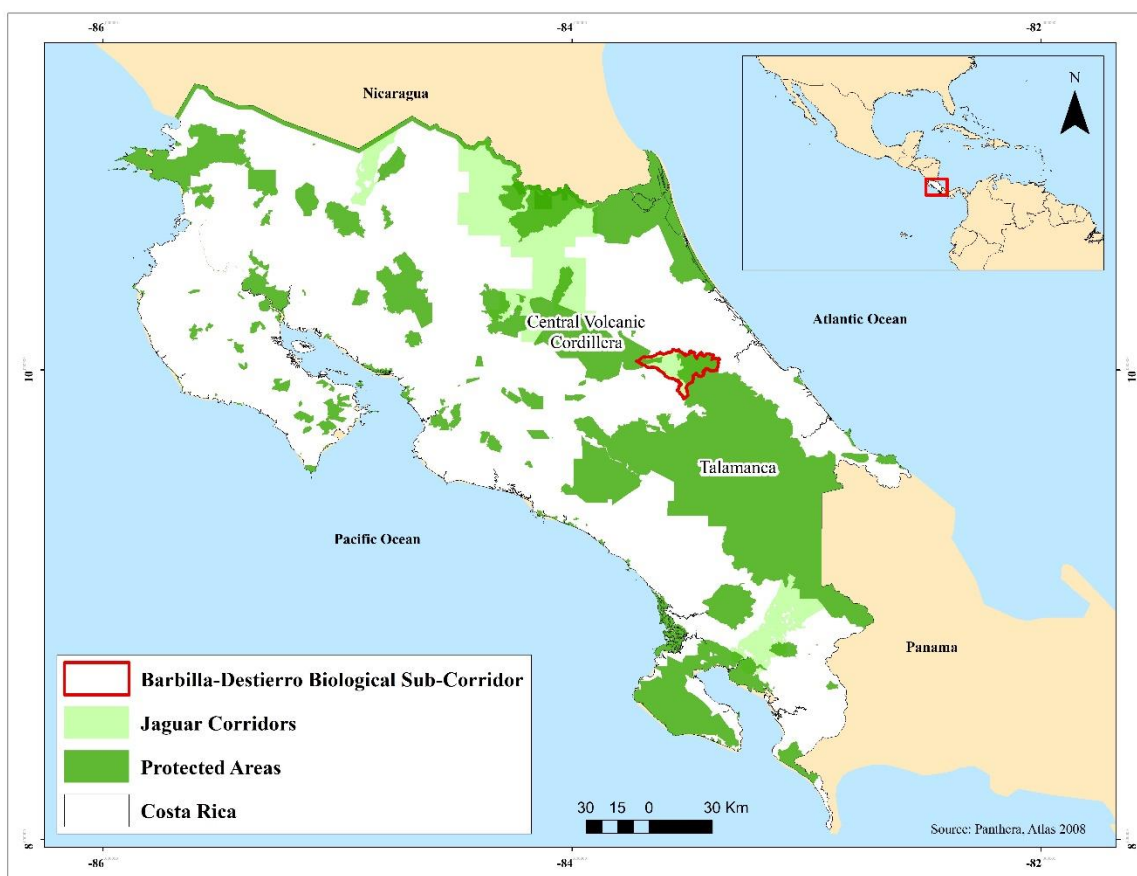 -86
-84
-82
Nicaragua
N
Atlantic Ocean
Central Volcanic
Cordillera
10
10
Talamanca
Pacific Ocean
Panama
Barbilla-Destierro Biological Sub-Corridor
Jaguar Corridors
Protected Areas
Costa Rica
30 15 0 30 Km
Source: Panthera, Atlas 2008
8
8
-86
-84
-82